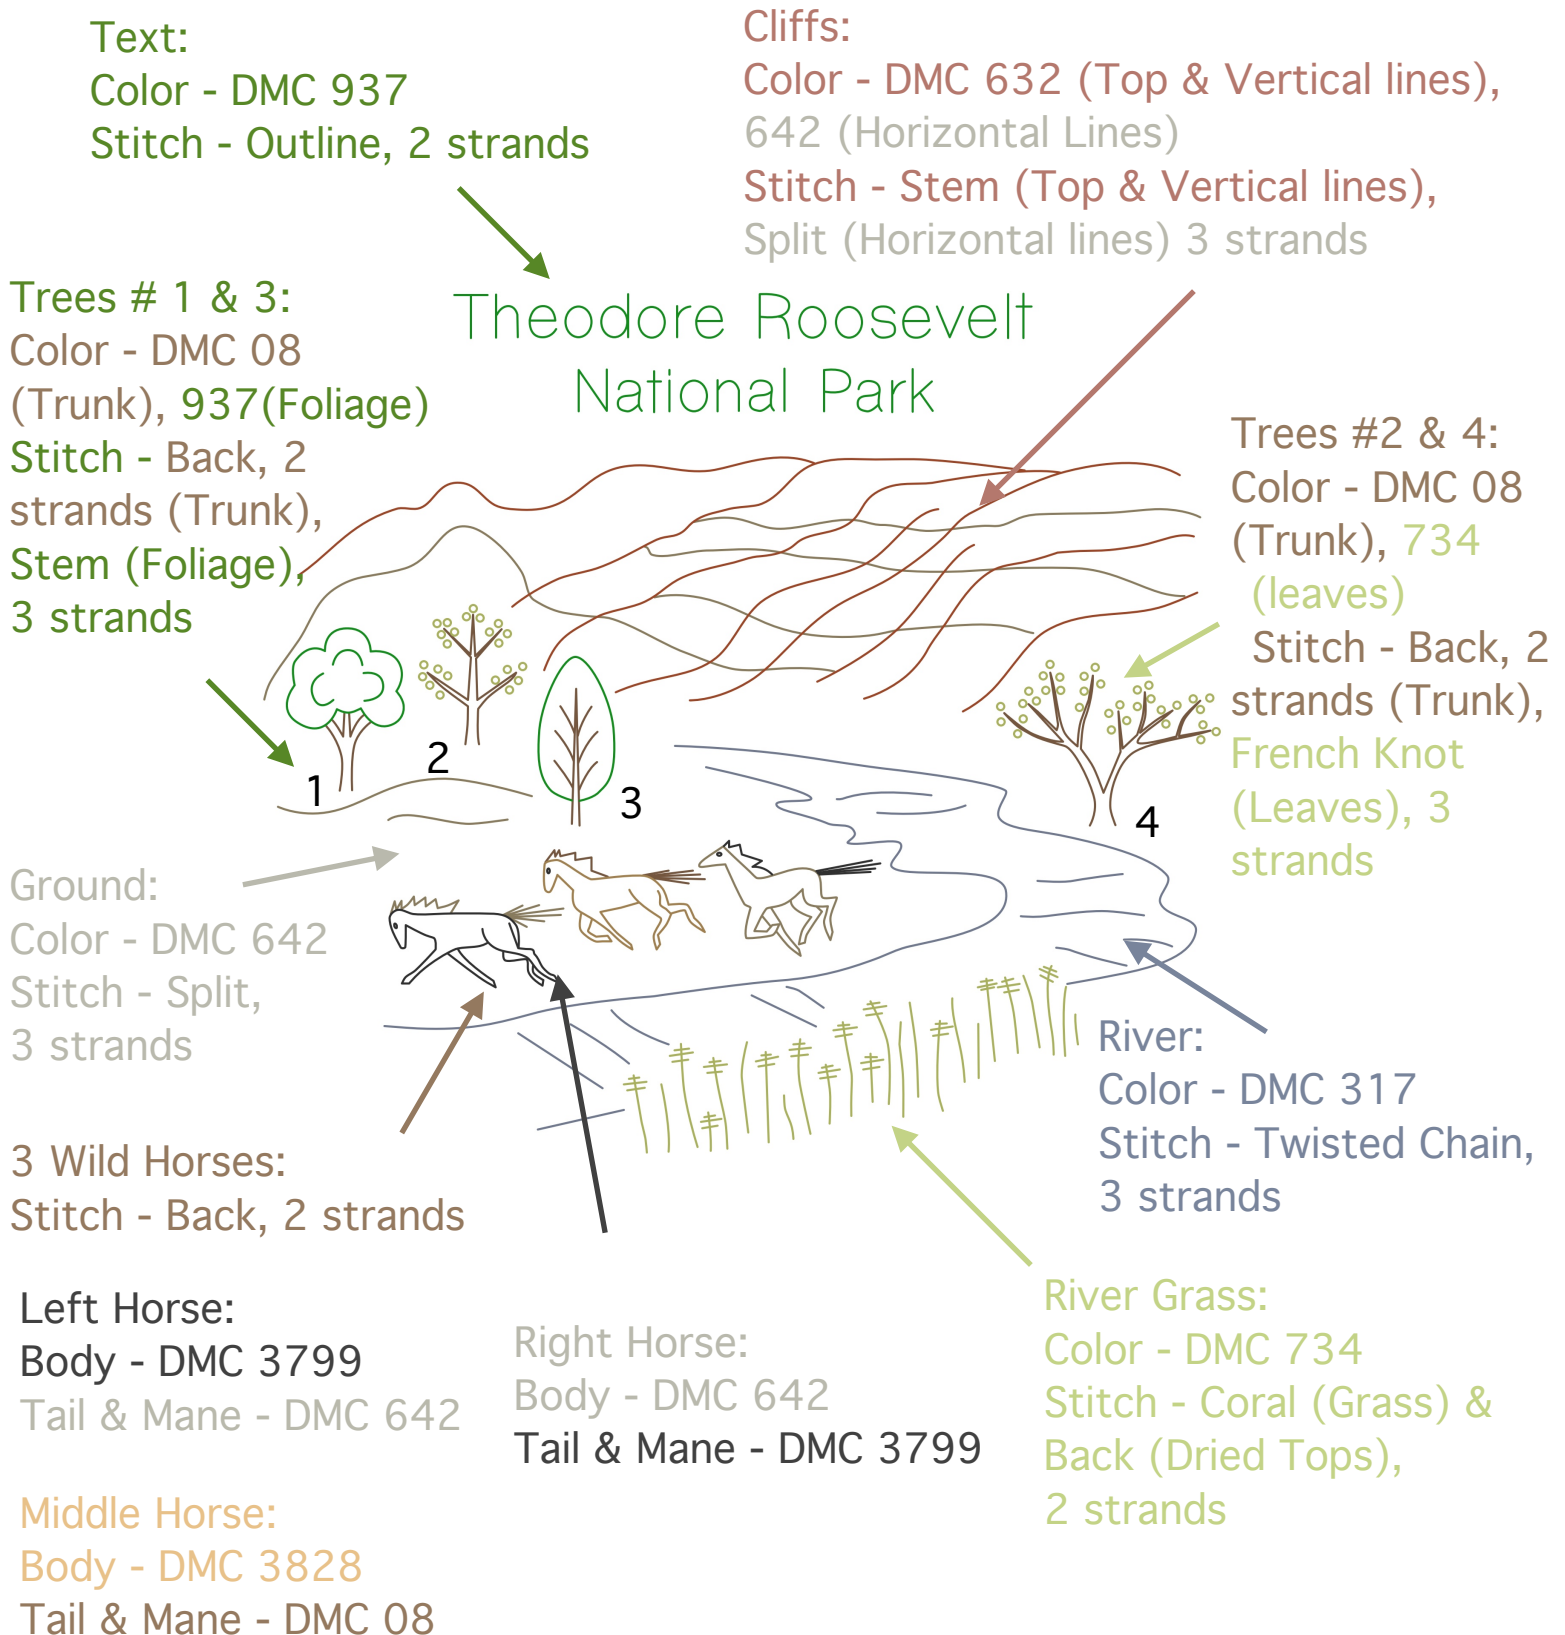 Text:
Color - DMC 937
Stitch - Outline, 2 strands
Cliffs:
Color - DMC 632 (Top & Vertical lines),
642 (Horizontal Lines)
Stitch - Stem (Top & Vertical lines),
Split (Horizontal lines) 3 strands
Theodore Roosevelt
National Park
Trees # 1 & 3:
Color - DMC 08
(Trunk), 937(Foliage)
Stitch - Back, 2
strands (Trunk),
Stem (Foliage),
3 strands
Trees #2 & 4:
Color - DMC 08
(Trunk), 734
(leaves)
Stitch - Back, 2
strands (Trunk),
French Knot
(Leaves), 3
strands
1
2
3
4
Ground:
Color - DMC 642
Stitch - Split,
3 strands
River:
Color - DMC 317
Stitch - Twisted Chain,
3 strands
3 Wild Horses:
Stitch - Back, 2 strands
Left Horse:
Body - DMC 3799
Tail & Mane - DMC 642
Right Horse:
Body - DMC 642
Tail & Mane - DMC 3799
River Grass:
Color - DMC 734
Stitch - Coral (Grass) &
Back (Dried Tops),
2 strands
Middle Horse:
Body - DMC 3828
Tail & Mane - DMC 08